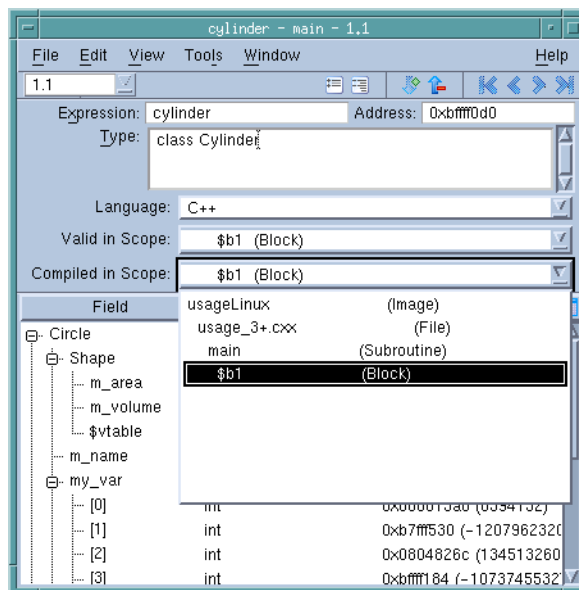 cylinder - main - 1.1
File Edit View Tools Window Help
1.1
Expression: cylinder Address: 0xbffff0d0
Type: class Cylinder
Language: C++
Valid in Scope: $b1 (Block)
Compiled in Scope: $b1 (Block)
Field usageLinux (Image)
Circle usage_3+.cxx (File)
Shape main (Subroutine)
m_area $b1 (Block)
m_volume
$vtable
m_name
my_var
[0] int
[1] int 0xb7fff530 (-1207962320
[2] int 0x0804826c (134513260
[3] int 0xbffff184 (-1073745532